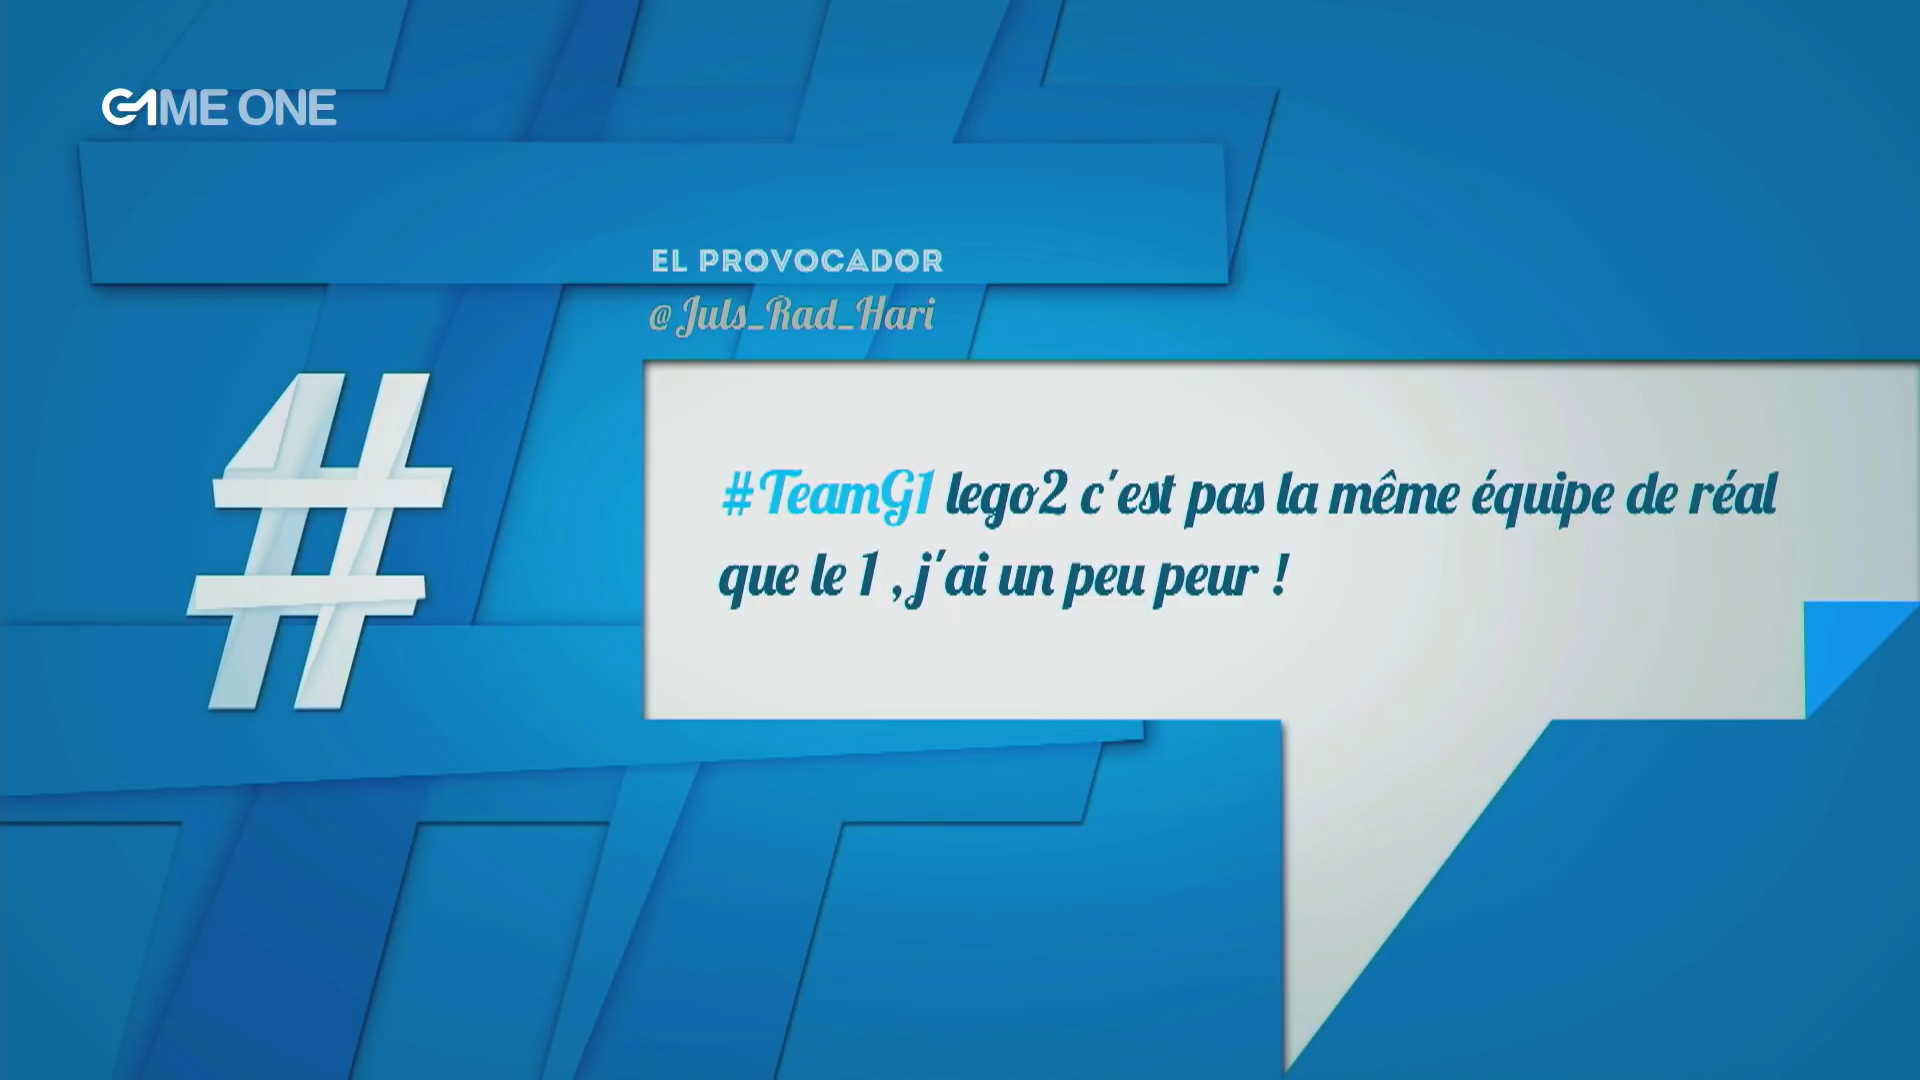 GAME ONE
EL PROVOCADOR
@Juls_Rad_Hari
#TeamG1 lego2 c'est pas la même équipe de réal
que le 1 , j'ai un peu peur !